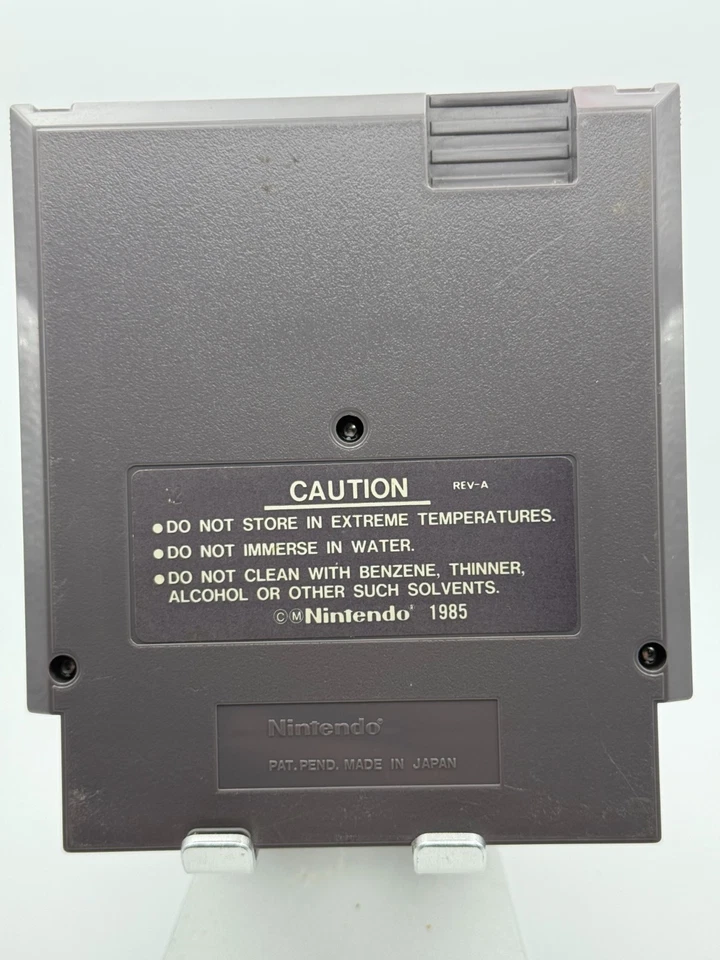 CAUTION REV-A
● DO NOT STORE IN EXTREME TEMPERATURES.
● DO NOT IMMERSE IN WATER.
● DO NOT CLEAN WITH BENZENE, THINNER,
ALCOHOL OR OTHER SUCH SOLVENTS.
ⒸⓂNintendo® 1985
Nintendo®
PAT. PEND. MADE IN JAPAN